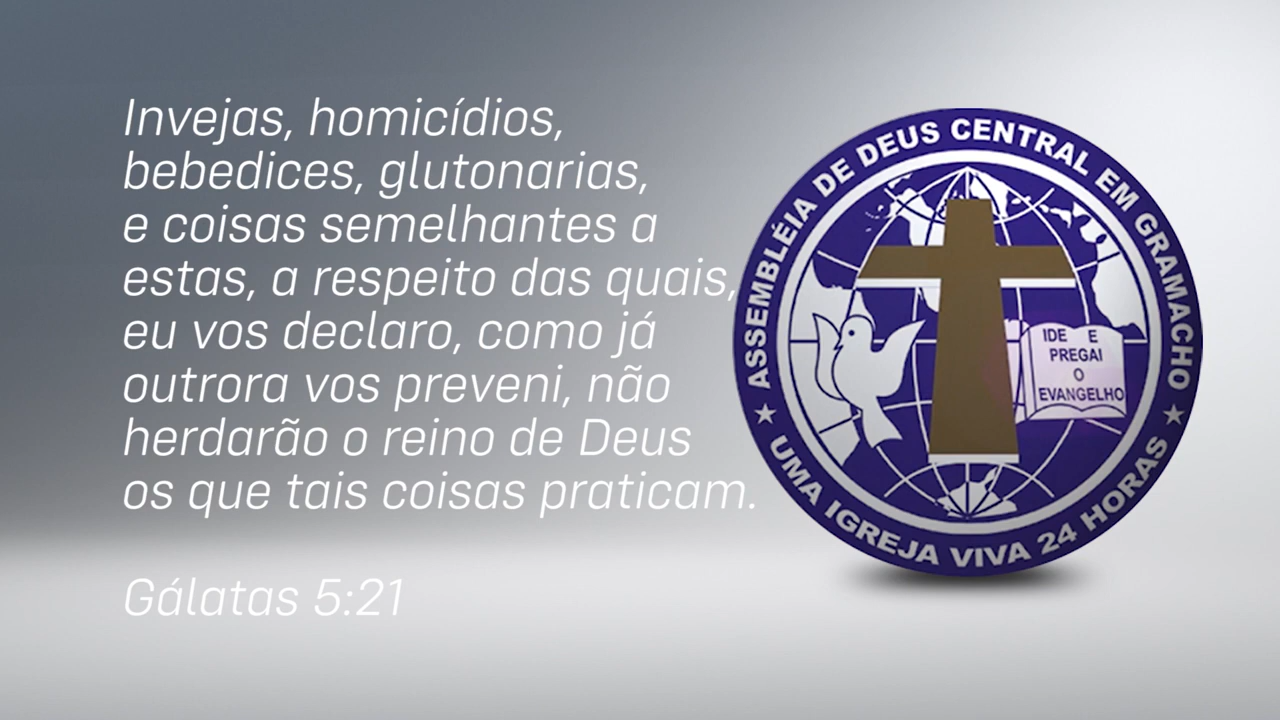 Invejas, homicídios,
bebedices, glutonarias,
e coisas semelhantes a
estas, a respeito das quais,
eu vos declaro, como já
outrora vos preveni, não
herdarão o reino de Deus
os que tais coisas praticam.
Gálatas 5:21
ASSEMBLÉIA DE DEUS CENTRAL EM GRAMACHO
IDE E
PREGAI
O
EVANGELHO
★ UMA IGREJA VIVA 24 HORAS ★